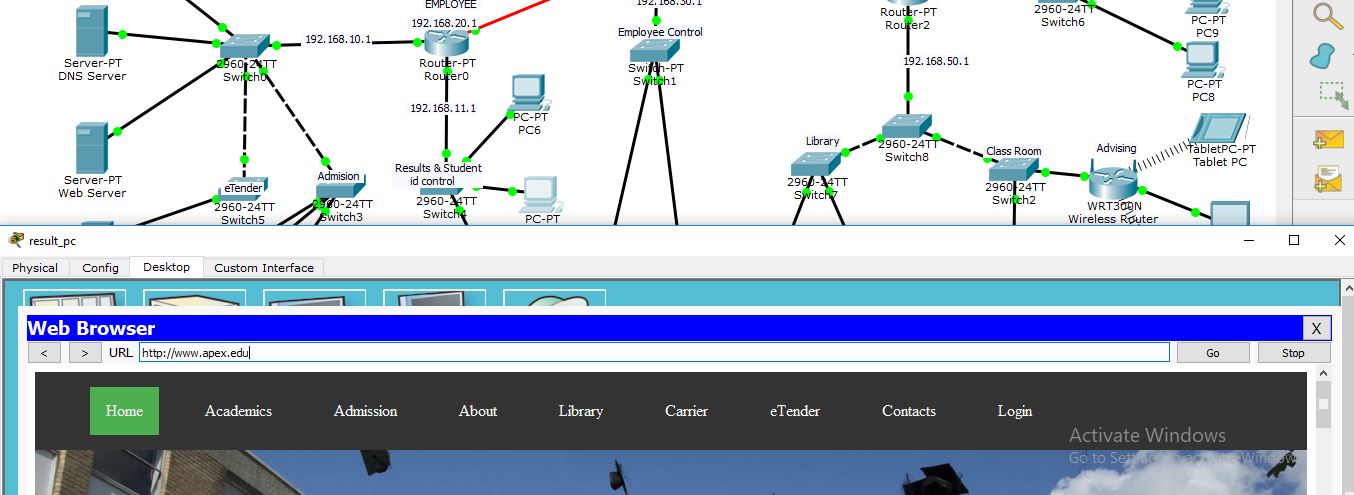 EMPLOYEE
192.168.20.1
192.168.30.1
Router-PT
Router2
2960-24TT
Switch6
PC-PT
PC9
Server-PT
DNS Server
2960-24TT
Switch0
192.168.10.1
Router-PT
Router0
Employee Control
Switch-PT
Switch1
192.168.50.1
PC-PT
PC8
192.168.11.1
PC-PT
PC6
Server-PT
Web Server
eTender
2960-24TT
Switch5
Admision
2960-24TT
Switch3
Results & Student
id control
2960-24TT
Switch4
PC-PT
Library
2960-24TT
Switch7
2960-24TT
Switch8
Class Room
2960-24TT
Switch2
Advising
WRT300N
Wireless Router
TabletPC-PT
Tablet PC
result_pc
Physical Config Desktop Custom Interface
Web Browser X
< > URL http://www.apex.edu Go Stop
Home Academics Admission About Library Carrier eTender Contacts Login
Activate Windows
Go to Settings to activate Windows